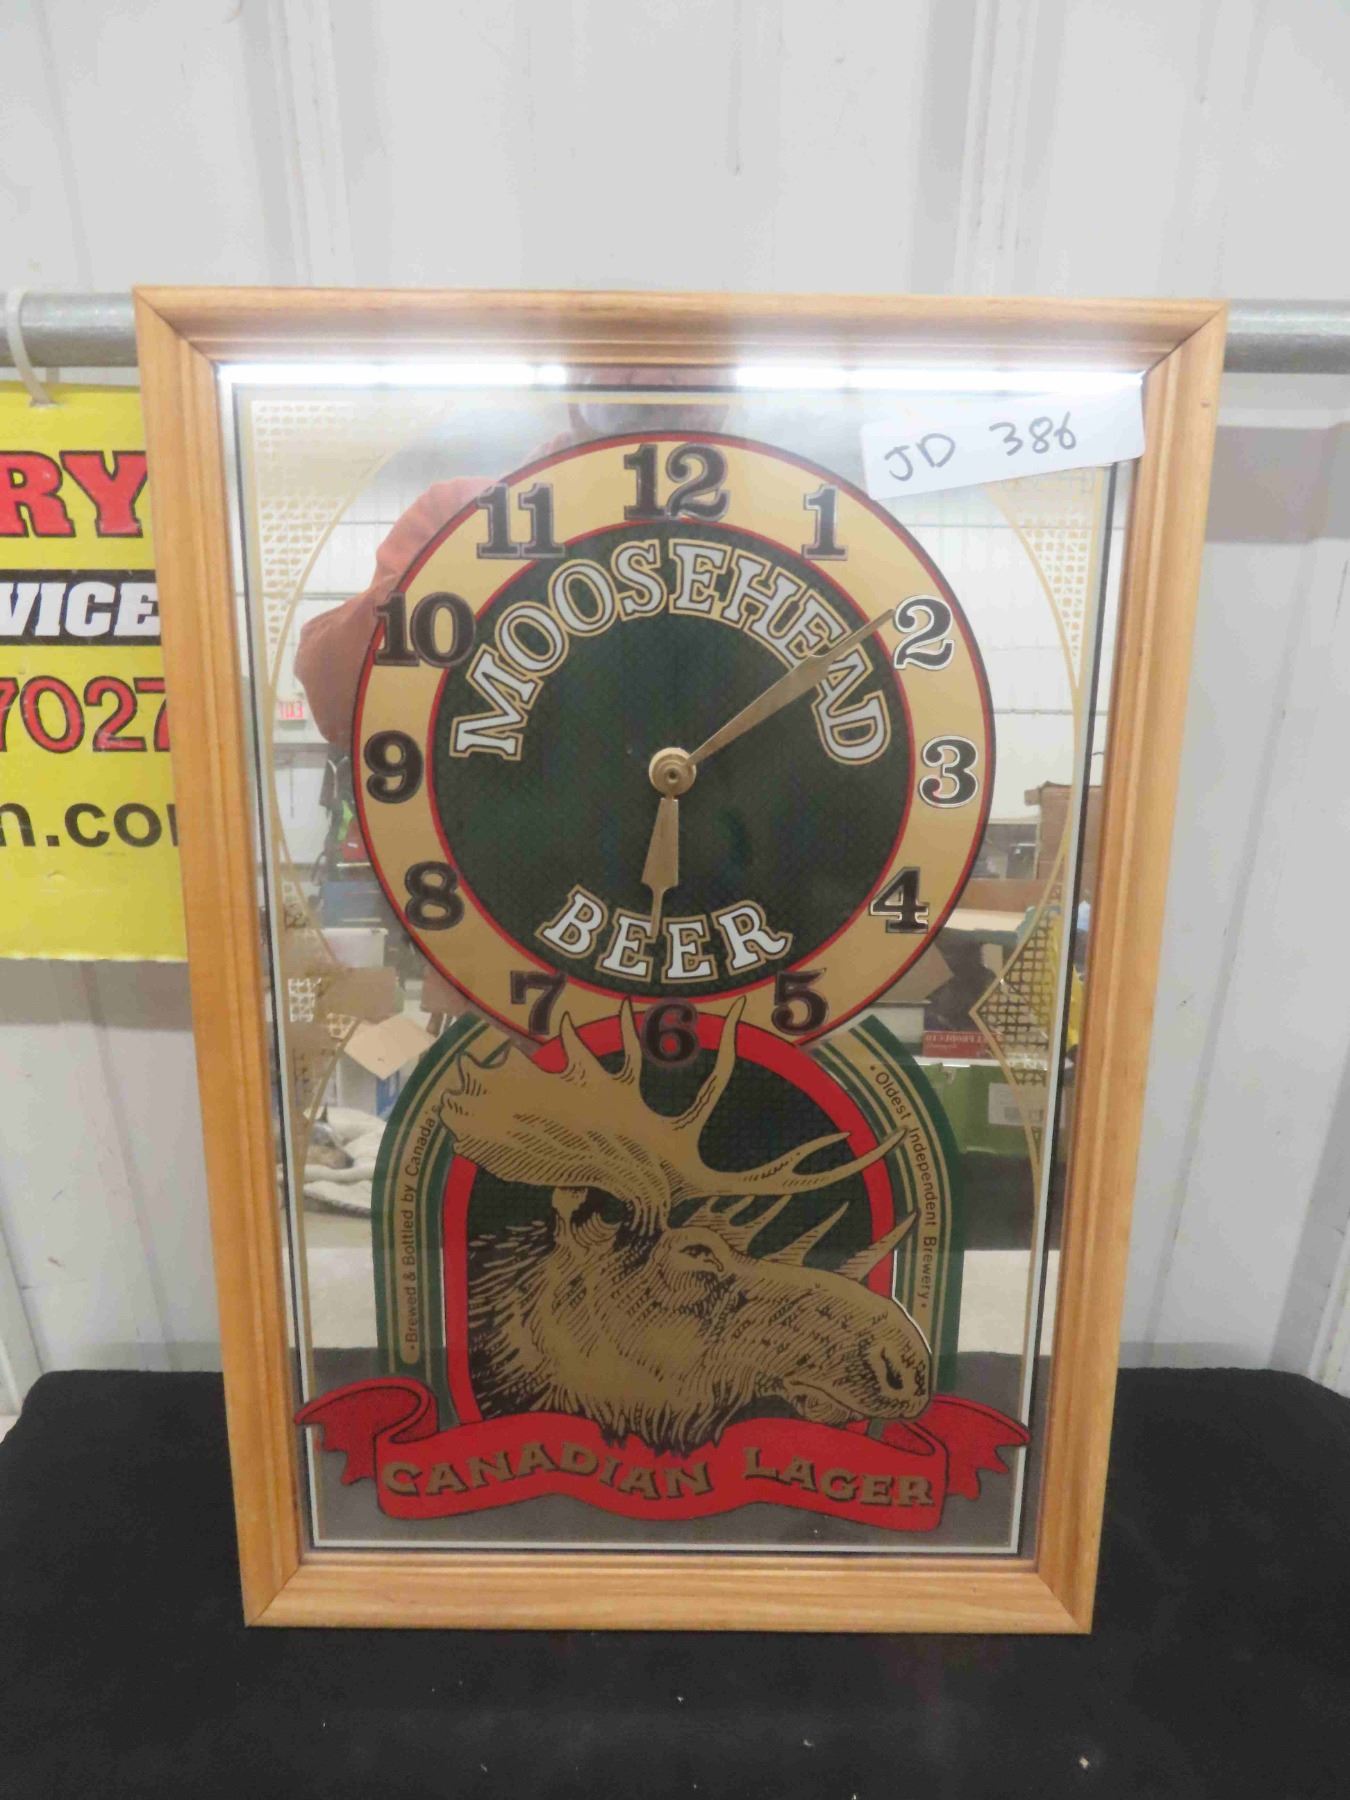 JD 386
12
1
2
3
4
5
6
7
8
9
10
11
MOOSEHEAD
BEER
• Brewed & Bottled by Canada's
• Oldest Independent Brewery •
CANADIAN LAGER
RY
VICE
7027
n.co
EXIT